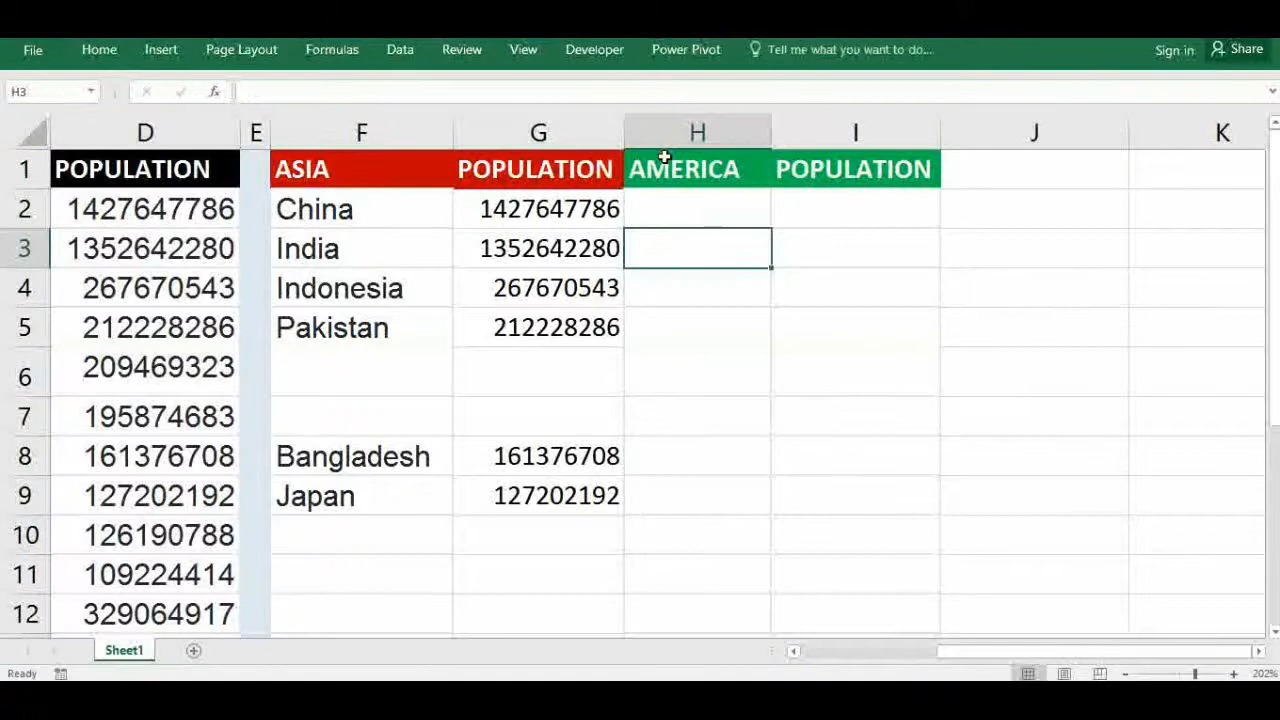 File Home Insert Page Layout Formulas Data Review View Developer Power Pivot Tell me what you want to do... Sign in Share
H3 fx
D E F G H I J K
1 POPULATION ASIA POPULATION AMERICA POPULATION
2 1427647786 China 1427647786
3 1352642280 India 1352642280
4 267670543 Indonesia 267670543
5 212228286 Pakistan 212228286
6 209469323
7 195874683
8 161376708 Bangladesh 161376708
9 127202192 Japan 127202192
10 126190788
11 109224414
12 329064917
Sheet1
Ready 202%